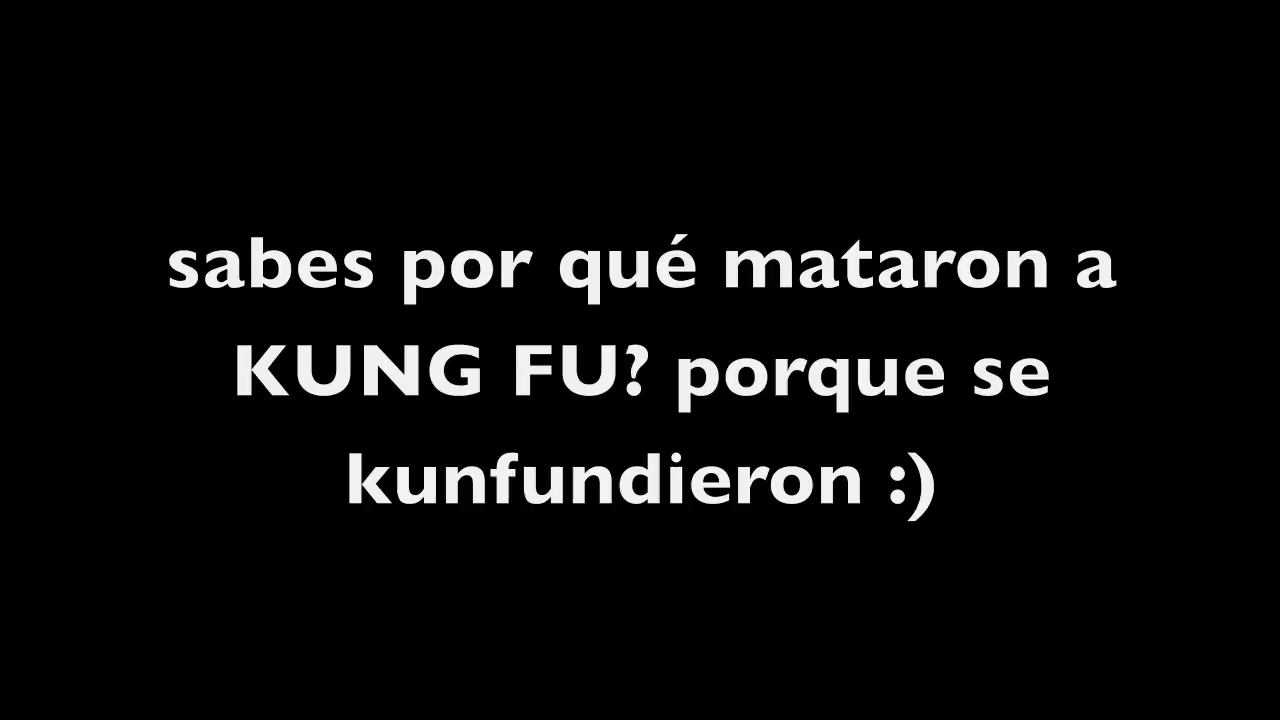 sabes por qué mataron a
KUNG FU? porque se
kunfundieron :)